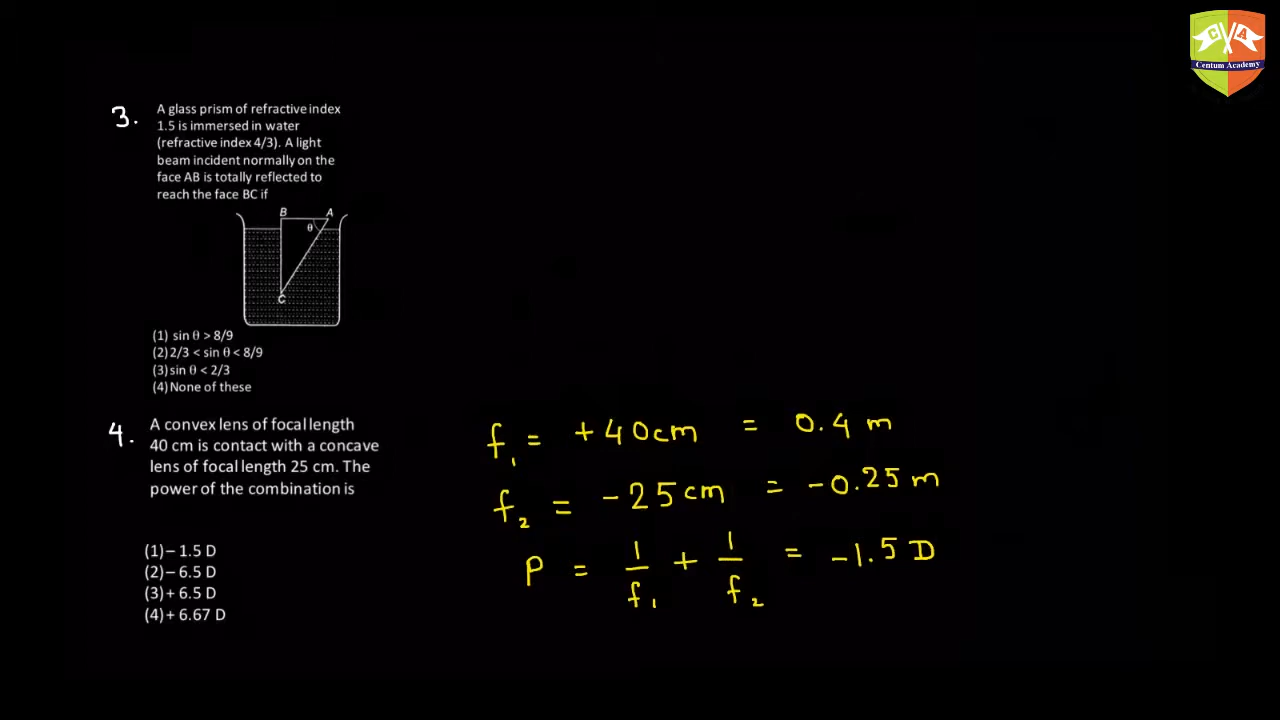 CA
Centum Academy
3.
A glass prism of refractive index
1.5 is immersed in water
(refractive index 4/3). A light
beam incident normally on the
face AB is totally reflected to
reach the face BC if
B A
θ
C
(1) sin θ > 8/9
(2) 2/3 < sin θ < 8/9
(3) sin θ < 2/3
(4) None of these
4.
A convex lens of focal length
40 cm is contact with a concave
lens of focal length 25 cm. The
power of the combination is
(1) – 1.5 D
(2) – 6.5 D
(3) + 6.5 D
(4) + 6.67 D
f₁ = +40cm = 0.4 m
f₂ = -25cm = -0.25 m
P = 1/f₁ + 1/f₂ = -1.5 D